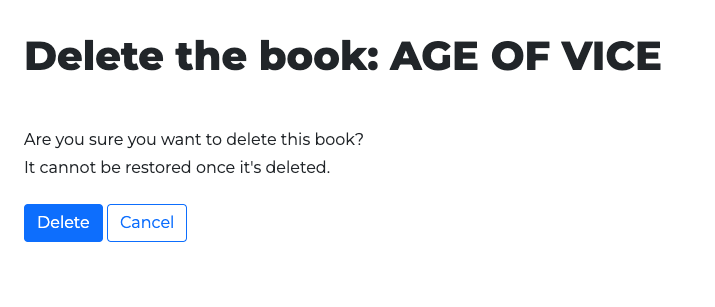 Delete the book: AGE OF VICE
Are you sure you want to delete this book?
It cannot be restored once it's deleted.
Delete Cancel